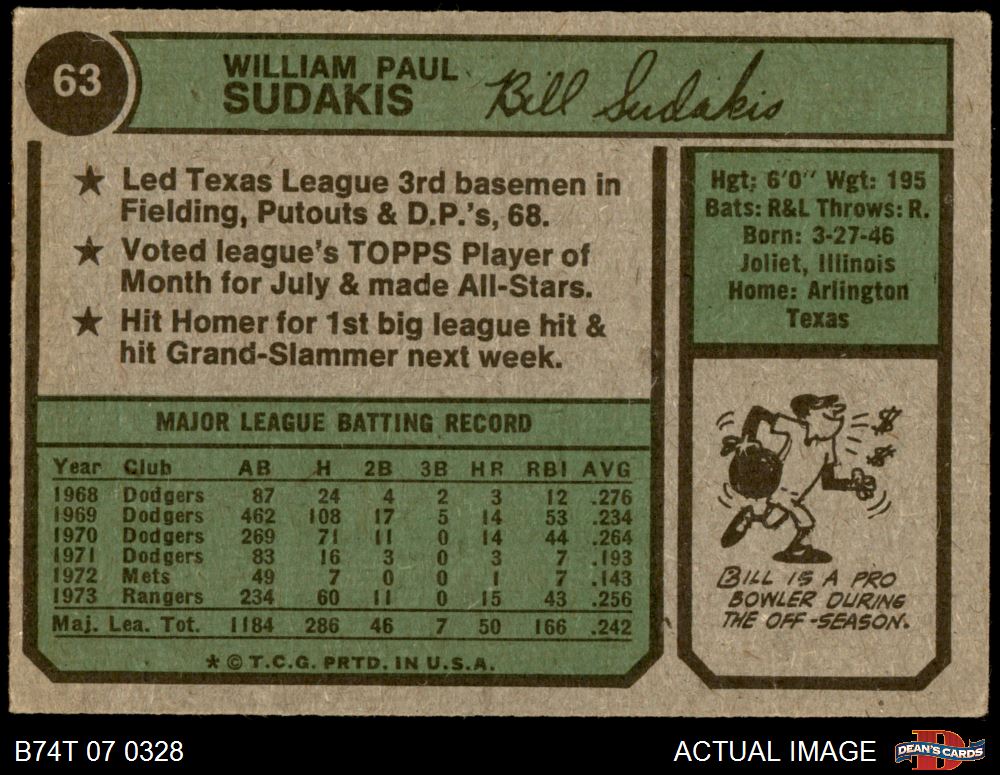 63
WILLIAM PAUL
SUDAKIS
Bill Sudakis
★ Led Texas League 3rd basemen in
Fielding, Putouts & D.P.'s, 68.
★ Voted league's TOPPS Player of
Month for July & made All-Stars.
★ Hit Homer for 1st big league hit &
hit Grand-Slammer next week.
Hgt: 6'0" Wgt: 195
Bats: R&L Throws: R.
Born: 3-27-46
Joliet, Illinois
Home: Arlington
Texas
MAJOR LEAGUE BATTING RECORD
Year Club AB H 2B 3B HR RBI AVG
1968 Dodgers 87 24 4 2 3 12 .276
1969 Dodgers 462 108 17 5 14 53 .234
1970 Dodgers 269 71 11 0 14 44 .264
1971 Dodgers 83 16 3 0 3 7 .193
1972 Mets 49 7 0 0 1 7 .143
1973 Rangers 234 60 11 0 15 43 .256
Maj. Lea. Tot. 1184 286 46 7 50 166 .242
* © T.C.G. PRTD. IN U.S.A.
$
$
BILL IS A PRO
BOWLER DURING
THE OFF-SEASON.
B74T 07 0328
ACTUAL IMAGE
D
DEAN'S CARDS